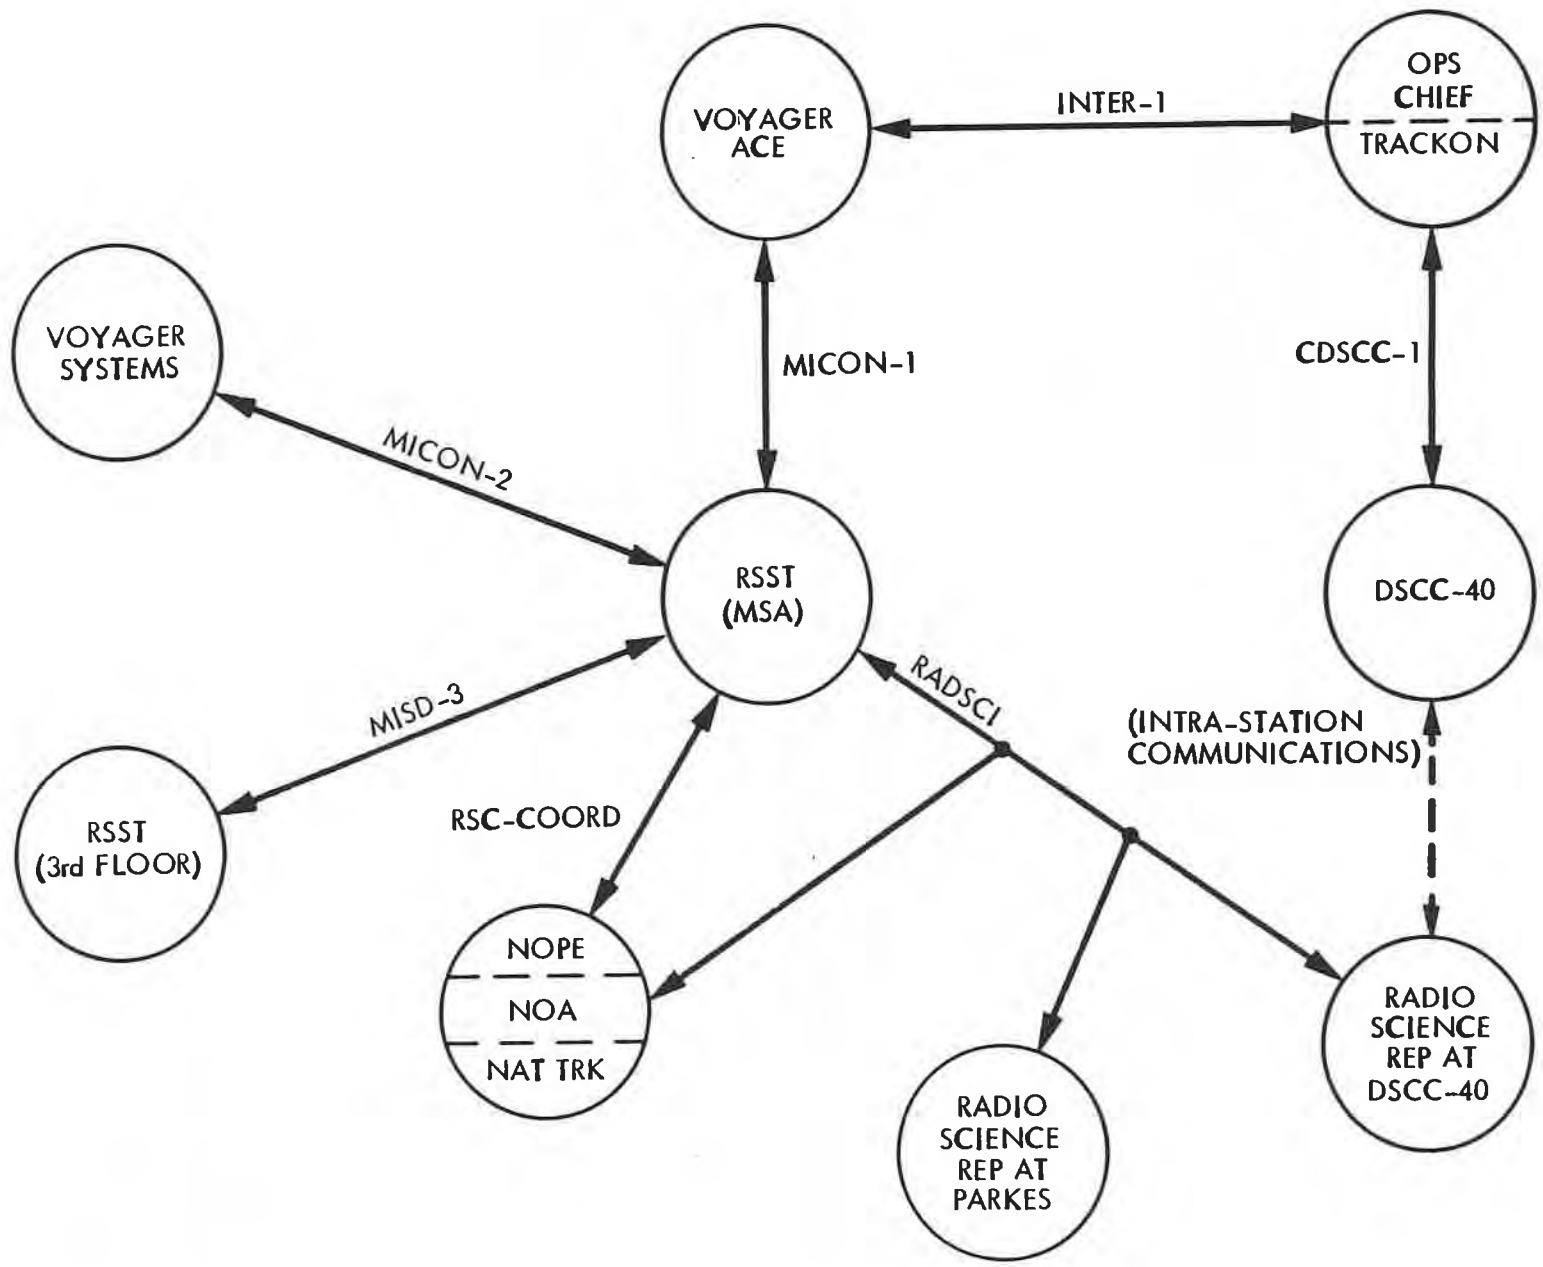 OPS
CHIEF
TRACKON
INTER-1
VOYAGER
ACE
VOYAGER
SYSTEMS
MICON-1
CDSCC-1
MICON-2
RSST
(MSA)
DSCC-40
RADSCI
MISD-3
(INTRA-STATION
COMMUNICATIONS)
RSC-COORD
RSST
(3rd FLOOR)
NOPE
NOA
NAT TRK
RADIO
SCIENCE
REP AT
DSCC-40
RADIO
SCIENCE
REP AT
PARKES